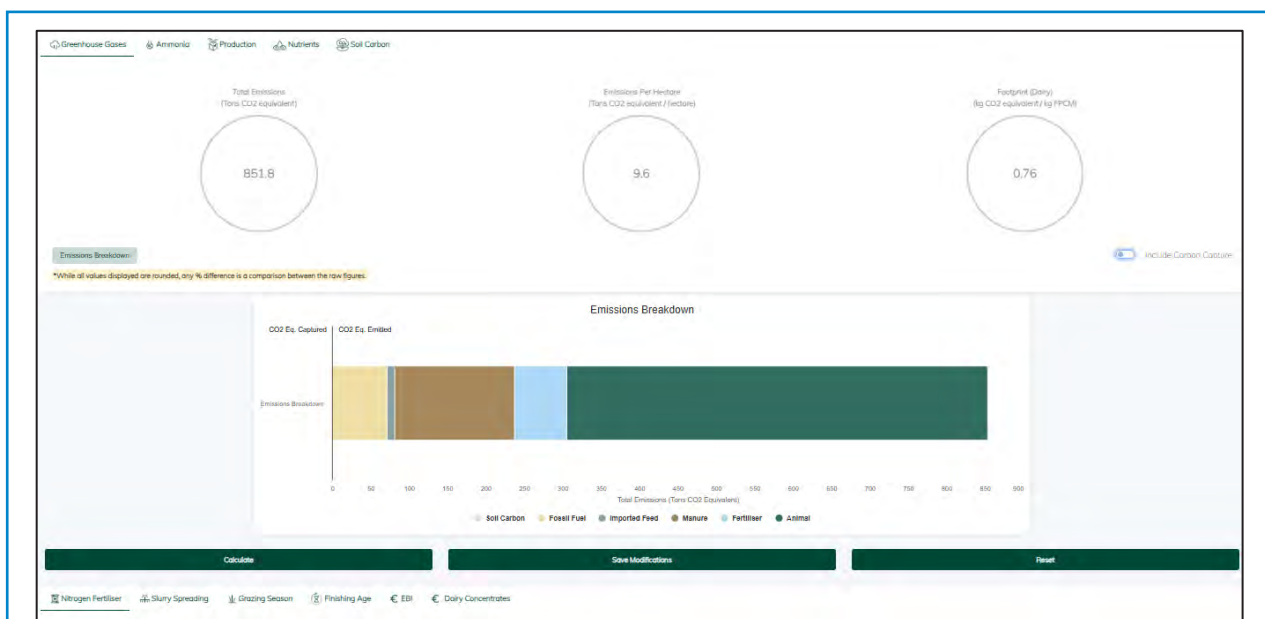 Greenhouse Gases Ammonia Production Nutrients Soil Carbon
Total Emissions
(Tons CO2 equivalent)
851.8
Emissions Per Hectare
(Tons CO2 equivalent / hectare)
9.6
Footprint (Dairy)
(kg CO2 equivalent / kg FPCM)
0.76
Emissions Breakdown
Include Carbon Capture
*While all values displayed are rounded, any % difference is a comparison between the raw figures.
Emissions Breakdown
CO2 Eq. Captured CO2 Eq. Emitted
Emissions Breakdown
0 50 100 150 200 250 300 350 400 450 500 550 600 650 700 750 800 850 900
Total Emissions (Tons CO2 Equivalent)
Soil Carbon Fossil Fuel Imported Feed Manure Fertiliser Animal
Calculate Save Modifications Reset
Nitrogen Fertiliser Slurry Spreading Grazing Season Finishing Age € EBI € Dairy Concentrates